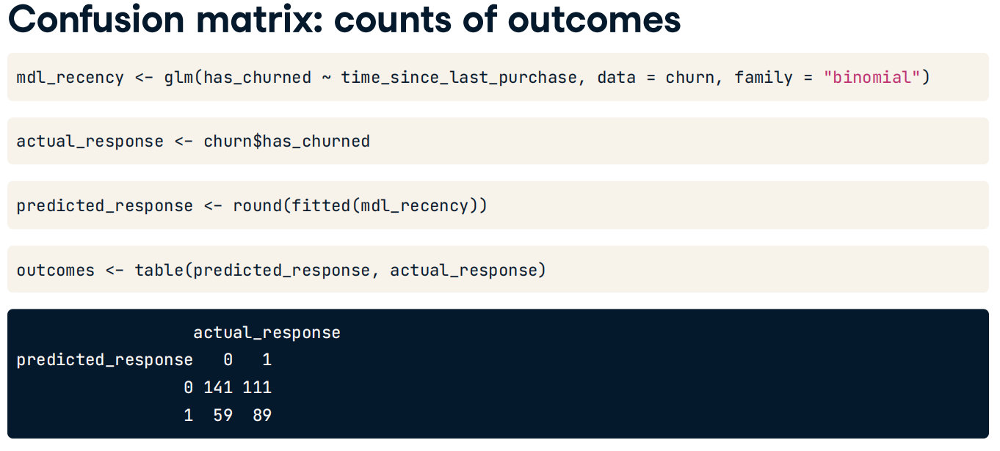 Confusion matrix: counts of outcomes
mdl_recency <- glm(has_churned ~ time_since_last_purchase, data = churn, family = "binomial")
actual_response <- churn$has_churned
predicted_response <- round(fitted(mdl_recency))
outcomes <- table(predicted_response, actual_response)
                  actual_response
predicted_response   0   1
                 0 141 111
                 1  59  89